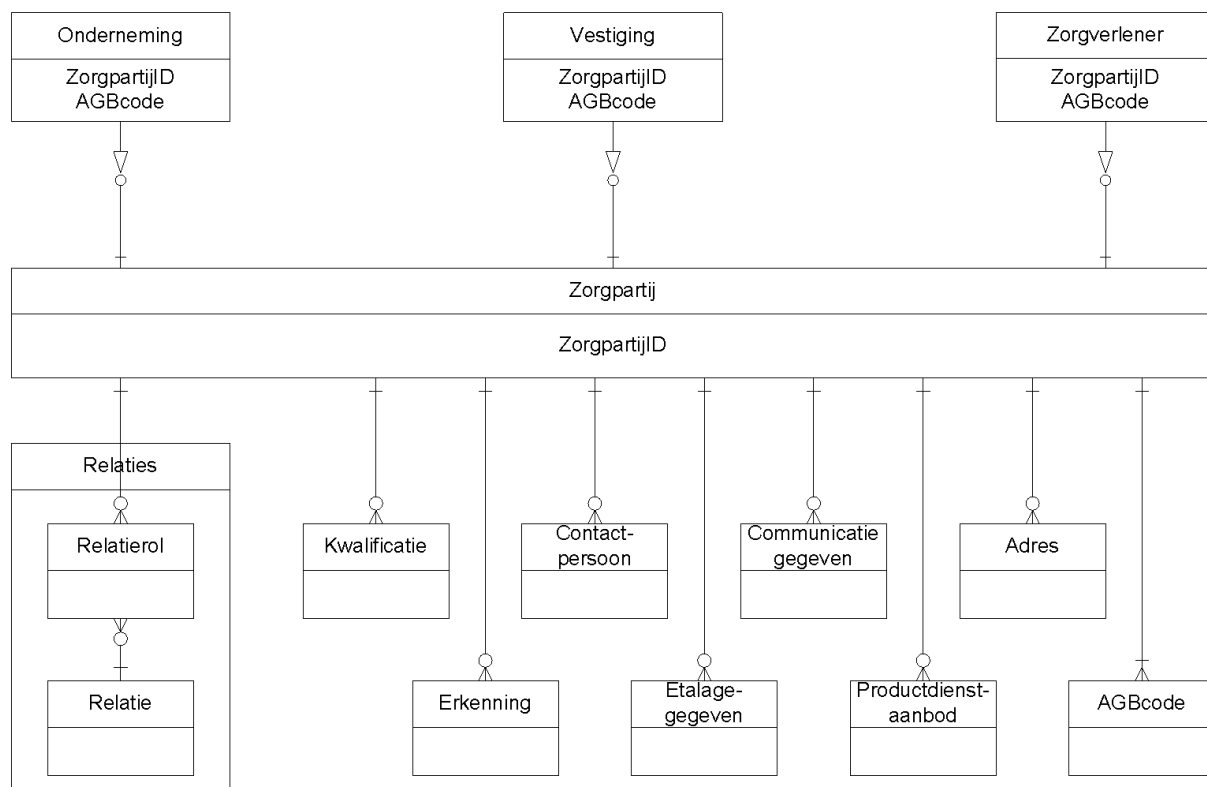 Onderneming
ZorgpartijID
AGBcode
Vestiging
ZorgpartijID
AGBcode
Zorgverlener
ZorgpartijID
AGBcode
Zorgpartij
ZorgpartijID
Relaties
Relatierol
Kwalificatie
Contact-
persoon
Communicatie
gegeven
Adres
Relatie
Erkenning
Etalage-
gegeven
Productdienst-
aanbod
AGBcode